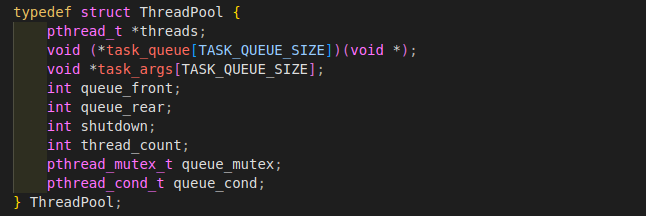 typedef struct ThreadPool {
    pthread_t *threads;
    void (*task_queue[TASK_QUEUE_SIZE])(void *);
    void *task_args[TASK_QUEUE_SIZE];
    int queue_front;
    int queue_rear;
    int shutdown;
    int thread_count;
    pthread_mutex_t queue_mutex;
    pthread_cond_t queue_cond;
} ThreadPool;